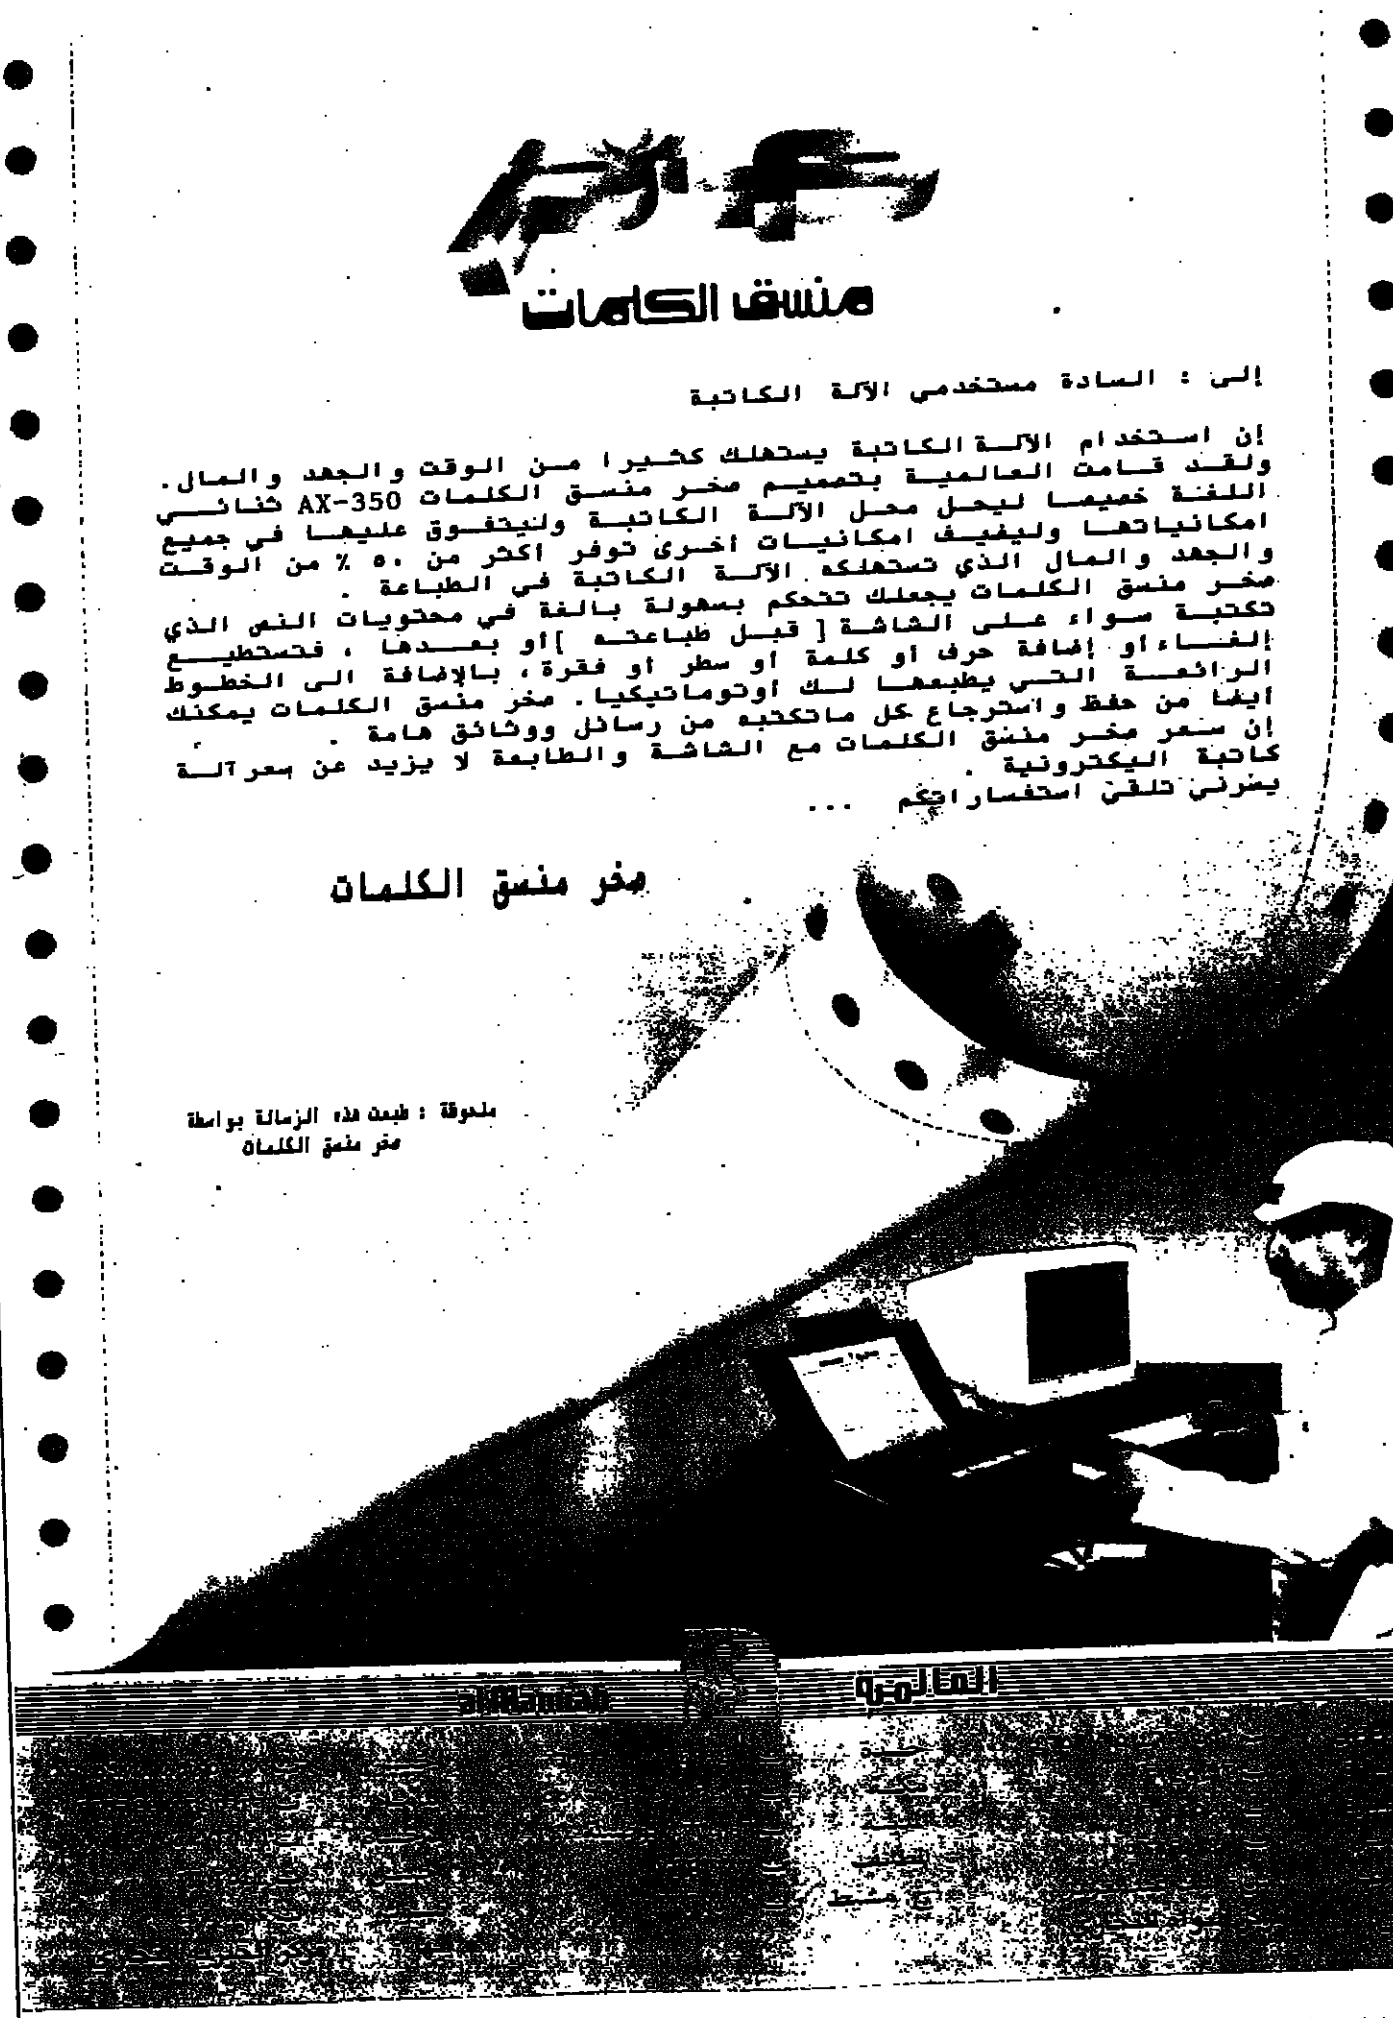 صخر
منسق الكلمات
إلى : السادة مستخدمي الآلة الكاتبة
إن استخدام الآلة الكاتبة يستهلك كثيرا من الوقت والجهد والمال.
ولقد قامت العالمية بتصميم صخر منسق الكلمات AX-350 ثنائي
اللغة خصيصا ليحل محل الآلة الكاتبة وليتفوق عليها في جميع
امكانياتها وليضيف امكانيات أخرى توفر أكثر من ٥٠ ٪ من الوقت
والجهد والمال الذي تستهلكه الآلة الكاتبة في الطباعة .
صخر منسق الكلمات يجعلك تتحكم بسهولة بالغة في محتويات النص الذي
تكتبة سواء على الشاشة [ قبل طباعته ]أو بعدها ، فتستطيع
إلغاء أو إضافة حرف أو كلمة أو سطر أو فقرة، بالإضافة الى الخطوط
الرائعة التي يطبعها لك أوتوماتيكيا. صخر منسق الكلمات يمكنك
أيضا من حفظ واسترجاع كل ماتكتبه من رسائل ووثائق هامة .
إن سعر صخر منسق الكلمات مع الشاشة والطابعة لا يزيد عن سعر آلة
كاتبة اليكترونية .
يسرني تلقي استفساراتكم ...
صخر منسق الكلمات
ملحوظة : طبعت هذه الرسالة بواسطة
صخر منسق الكلمات
العالمية
alAlamiah